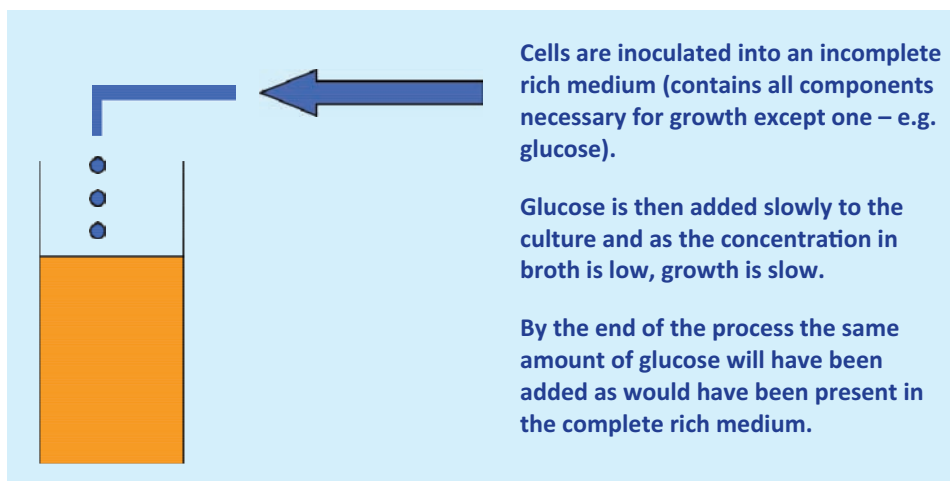 Cells are inoculated into an incomplete
rich medium (contains all components
necessary for growth except one – e.g.
glucose).
Glucose is then added slowly to the
culture and as the concentration in
broth is low, growth is slow.
By the end of the process the same
amount of glucose will have been
added as would have been present in
the complete rich medium.